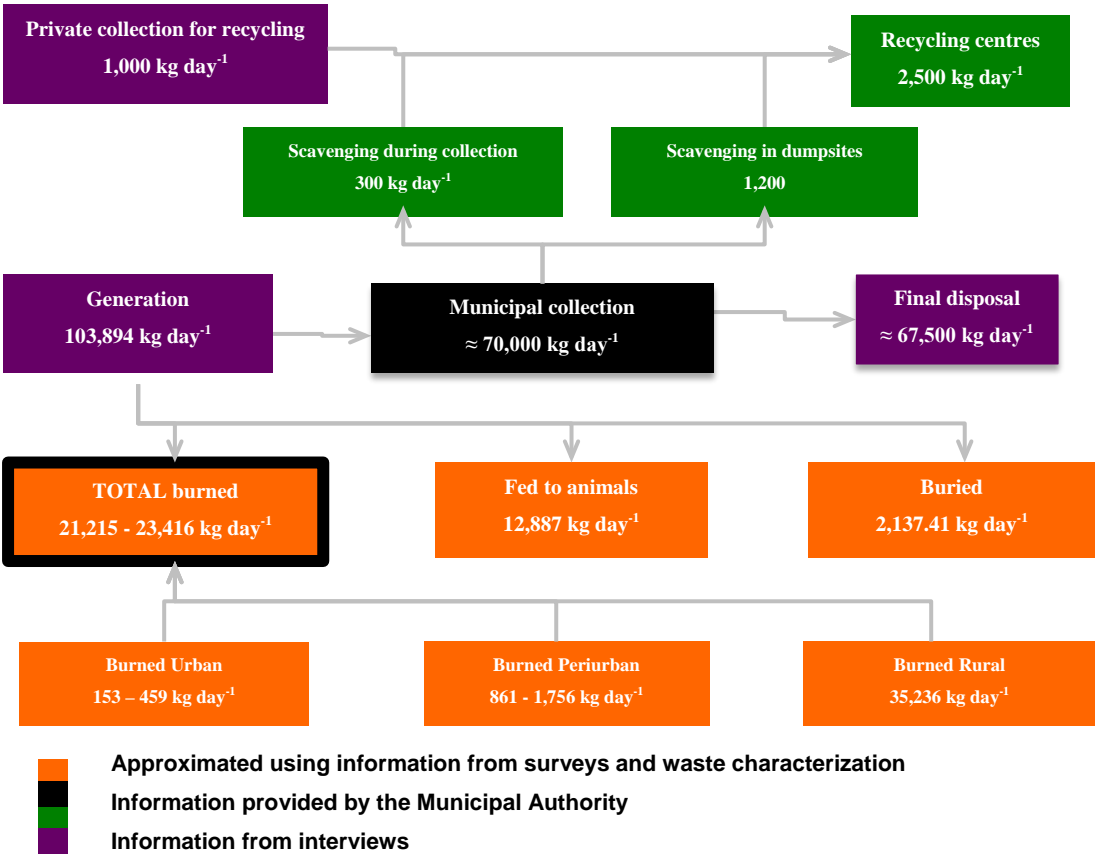 Private collection for recycling
1,000 kg day-1
Recycling centres
2,500 kg day-1
Scavenging during collection
300 kg day-1
Scavenging in dumpsites
1,200
Generation
103,894 kg day-1
Municipal collection
≈ 70,000 kg day-1
Final disposal
≈ 67,500 kg day-1
TOTAL burned
21,215 - 23,416 kg day-1
Fed to animals
12,887 kg day-1
Buried
2,137.41 kg day-1
Burned Urban
153 – 459 kg day-1
Burned Periurban
861 - 1,756 kg day-1
Burned Rural
35,236 kg day-1
Approximated using information from surveys and waste characterization
Information provided by the Municipal Authority
Information from interviews